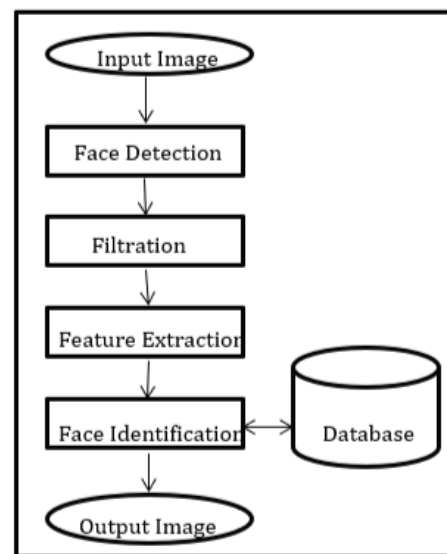 Input Image
Face Detection
Filtration
Feature Extraction
Face Identification
Database
Output Image